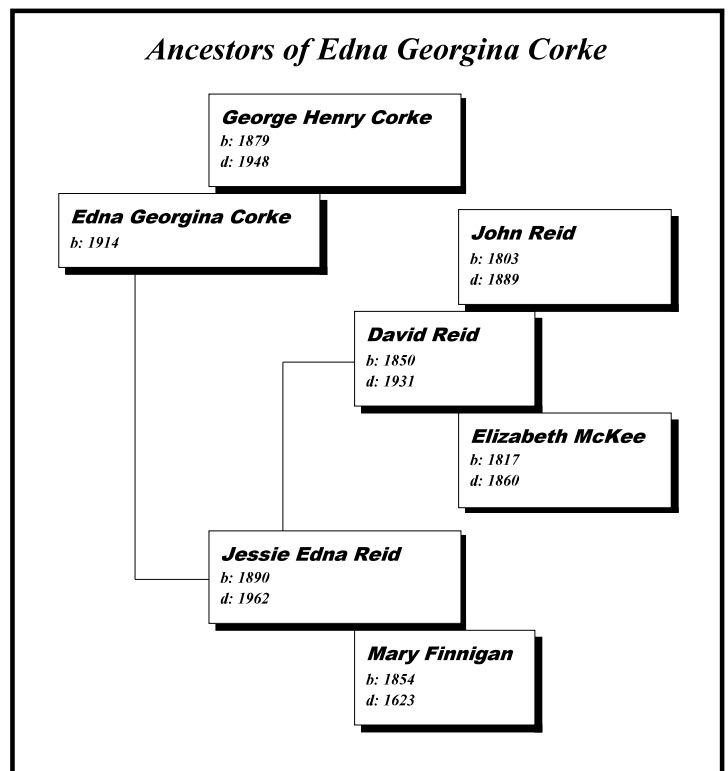 Ancestors of Edna Georgina Corke
George Henry Corke
b: 1879
d: 1948
Edna Georgina Corke
b: 1914
John Reid
b: 1803
d: 1889
David Reid
b: 1850
d: 1931
Elizabeth McKee
b: 1817
d: 1860
Jessie Edna Reid
b: 1890
d: 1962
Mary Finnigan
b: 1854
d: 1623